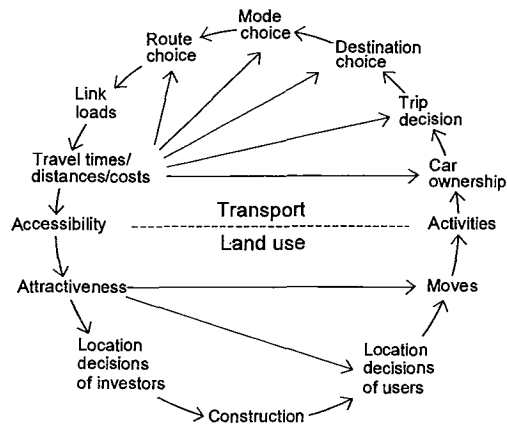 Mode
choice
Route
choice
Destination
choice
Link
loads
Trip
decision
Travel times/
distances/costs
Car
ownership
Transport
Accessibility
Activities
Land use
Attractiveness
Moves
Location
decisions
of investors
Location
decisions
of users
Construction